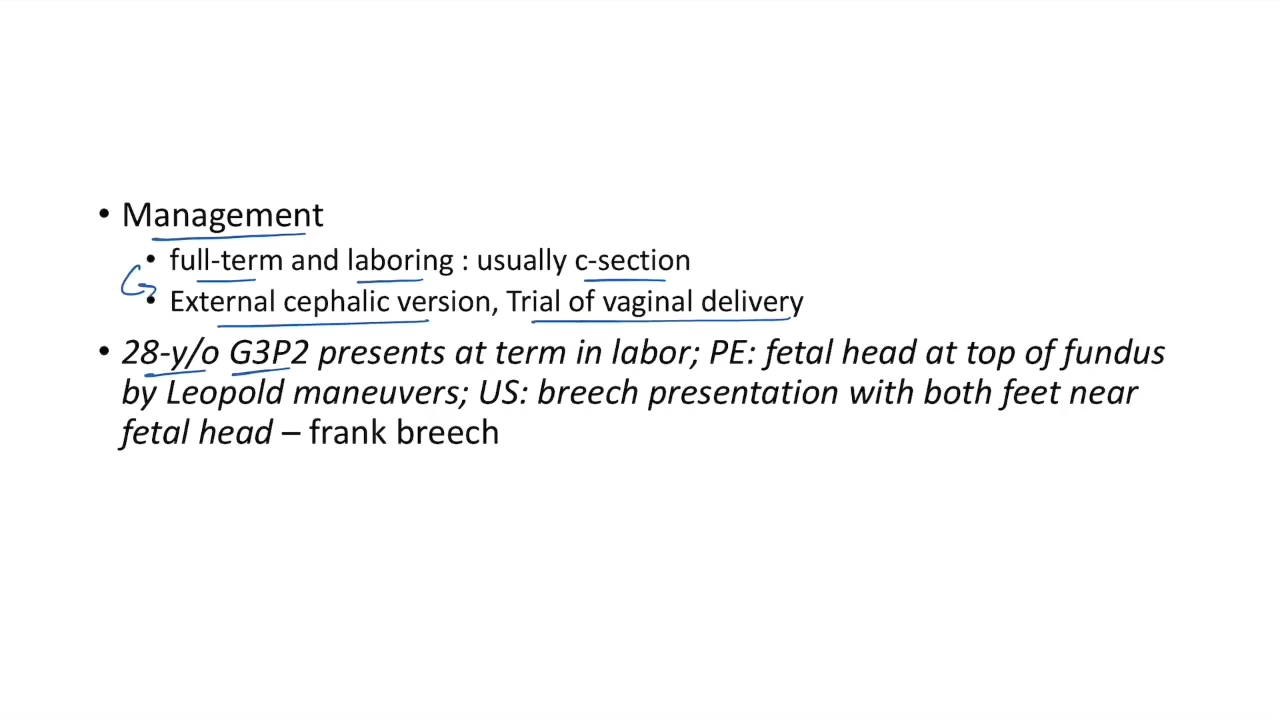 • Management
• full-term and laboring : usually c-section
• External cephalic version, Trial of vaginal delivery
• 28-y/o G3P2 presents at term in labor; PE: fetal head at top of fundus
by Leopold maneuvers; US: breech presentation with both feet near
fetal head – frank breech